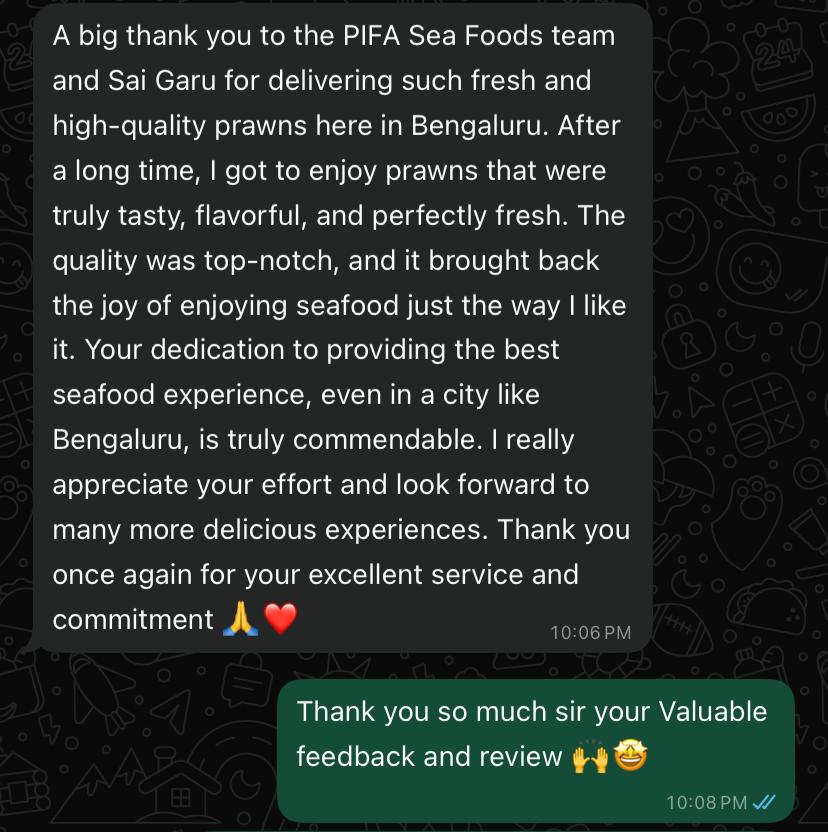 A big thank you to the PIFA Sea Foods team
and Sai Garu for delivering such fresh and
high-quality prawns here in Bengaluru. After
a long time, I got to enjoy prawns that were
truly tasty, flavorful, and perfectly fresh. The
quality was top-notch, and it brought back
the joy of enjoying seafood just the way I like
it. Your dedication to providing the best
seafood experience, even in a city like
Bengaluru, is truly commendable. I really
appreciate your effort and look forward to
many more delicious experiences. Thank you
once again for your excellent service and
commitment 🙏❤️
10:06 PM
Thank you so much sir your Valuable
feedback and review 🙌🤩
10:08 PM